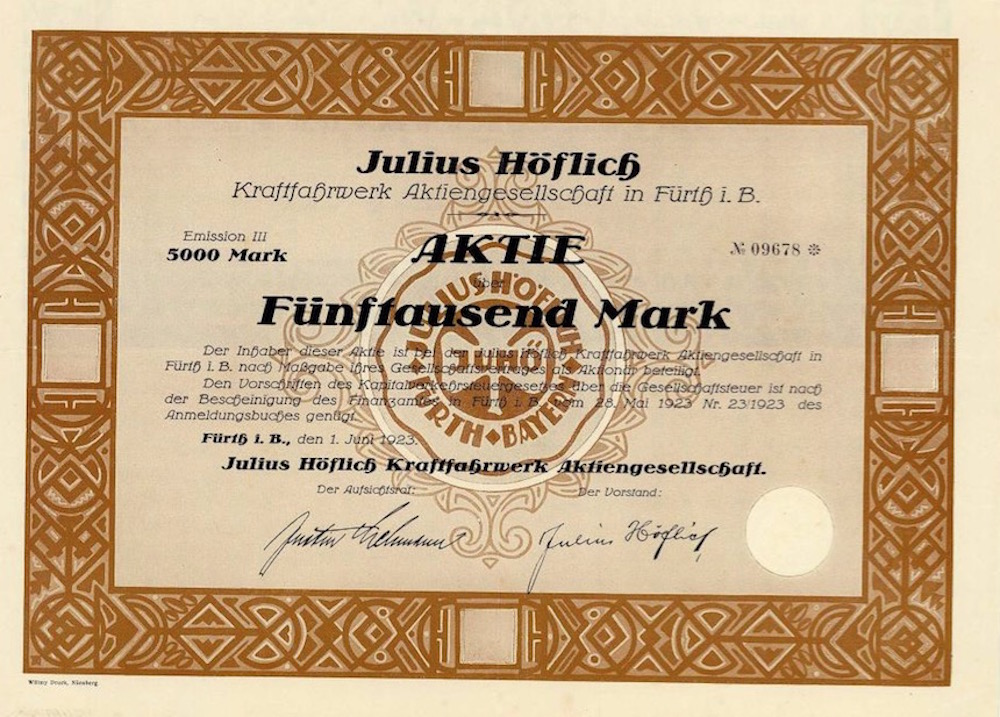 Julius Höflich
Kraftfahrwerk Aktiengesellschaft in Fürth i. B.
Emission III
5000 Mark
AKTIE
№ 09678 ❊
über
Fünftausend Mark
JULIUS HÖFLICH
JUHÖ
FÜRTH ◆ BAYERN
Der Inhaber dieser Aktie ist bei der Julius Höflich Kraftfahrwerk Aktiengesellschaft in
Fürth i. B. nach Maßgabe ihres Gesellschaftsvertrages als Aktionär beteiligt.
Den Vorschriften des Kapitalverkehrsteuergesetzes über die Gesellschaftsteuer ist nach
der Bescheinigung des Finanzamtes in Fürth i. B. vom 28. Mai 1923 Nr. 23/1923 des
Anmeldungsbuches genügt.
Fürth i. B., den 1. Juni 1923.
Julius Höflich Kraftfahrwerk Aktiengesellschaft.
Der Aufsichtsrat:
Der Vorstand:
Julius Höflich
Druck, Nürnberg